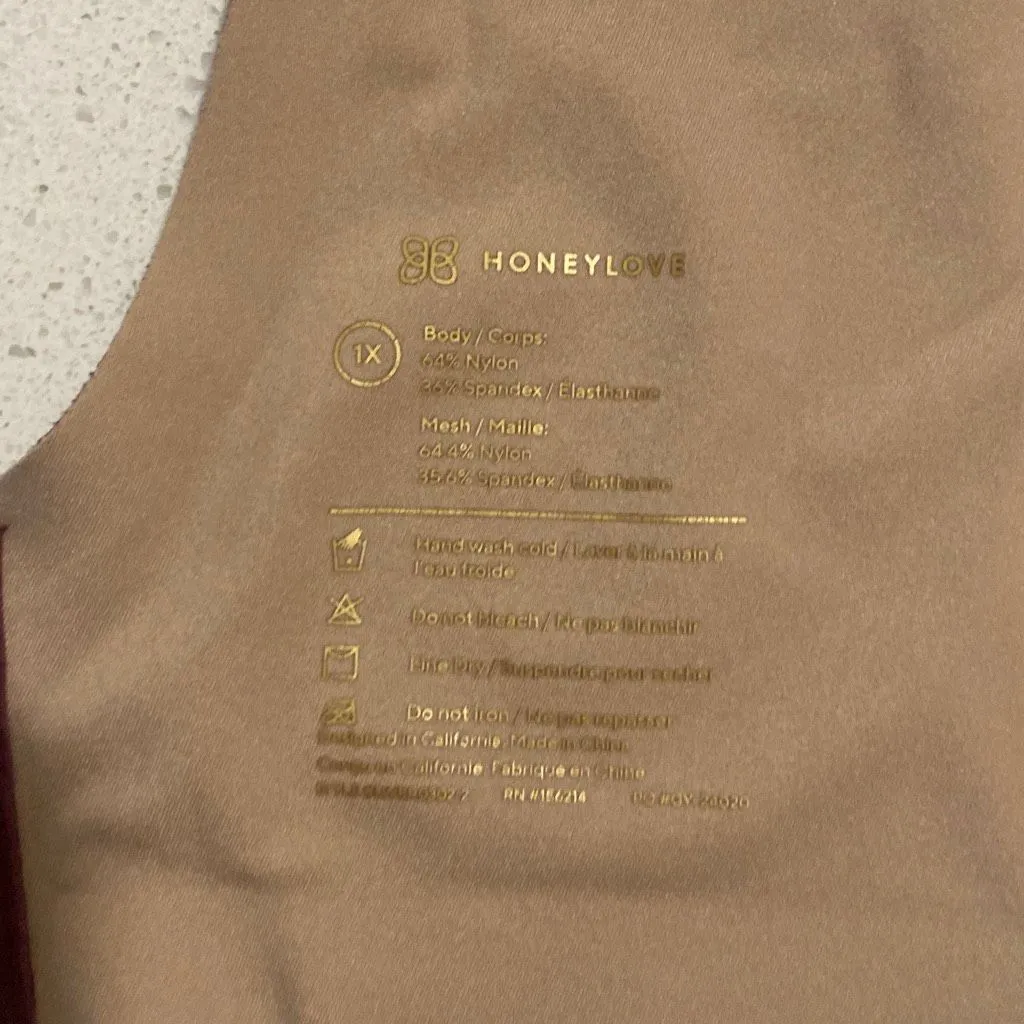 HONEYLOVE
1X
Body / Corps:
64% Nylon
36% Spandex / Élasthanne
Mesh / Maille:
64.4% Nylon
35.6% Spandex / Élasthanne
Hand wash cold / Laver à la main à
l'eau froide
Do not bleach / Ne pas blanchir
Line Dry / Suspendre pour sécher
Do not iron / Ne pas repasser
Designed in California. Made in China.
Conçu en Californie. Fabriqué en Chine
RN #156214